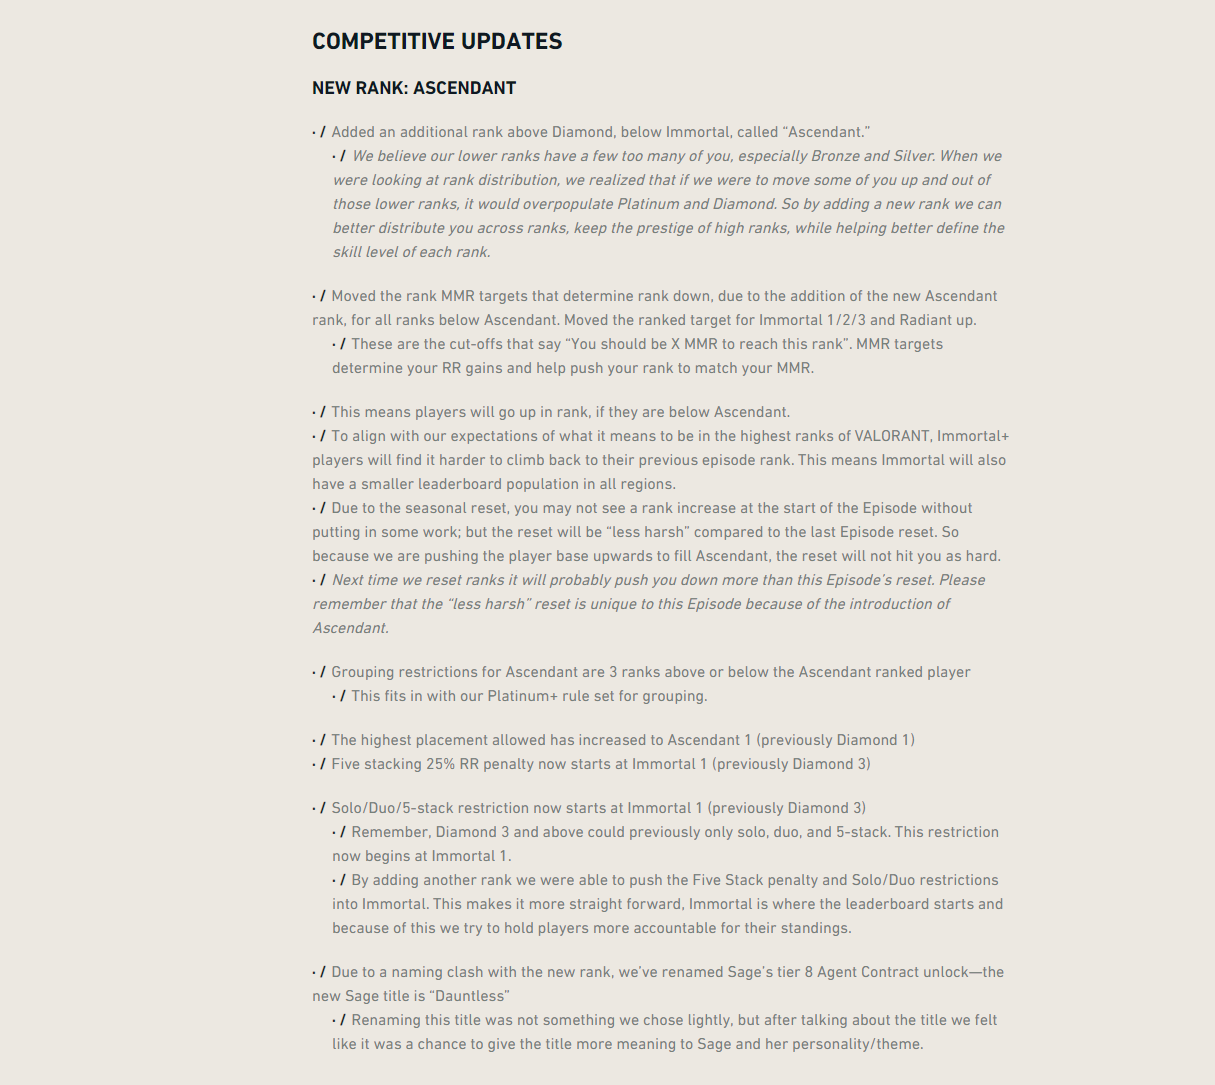 COMPETITIVE UPDATES
NEW RANK: ASCENDANT
· / Added an additional rank above Diamond, below Immortal, called “Ascendant.”
· / We believe our lower ranks have a few too many of you, especially Bronze and Silver. When we
were looking at rank distribution, we realized that if we were to move some of you up and out of
those lower ranks, it would overpopulate Platinum and Diamond. So by adding a new rank we can
better distribute you across ranks, keep the prestige of high ranks, while helping better define the
skill level of each rank.
· / Moved the rank MMR targets that determine rank down, due to the addition of the new Ascendant
rank, for all ranks below Ascendant. Moved the ranked target for Immortal 1/2/3 and Radiant up.
· / These are the cut-offs that say “You should be X MMR to reach this rank”. MMR targets
determine your RR gains and help push your rank to match your MMR.
· / This means players will go up in rank, if they are below Ascendant.
· / To align with our expectations of what it means to be in the highest ranks of VALORANT, Immortal+
players will find it harder to climb back to their previous episode rank. This means Immortal will also
have a smaller leaderboard population in all regions.
· / Due to the seasonal reset, you may not see a rank increase at the start of the Episode without
putting in some work; but the reset will be “less harsh” compared to the last Episode reset. So
because we are pushing the player base upwards to fill Ascendant, the reset will not hit you as hard.
· / Next time we reset ranks it will probably push you down more than this Episode’s reset. Please
remember that the “less harsh” reset is unique to this Episode because of the introduction of
Ascendant.
· / Grouping restrictions for Ascendant are 3 ranks above or below the Ascendant ranked player
· / This fits in with our Platinum+ rule set for grouping.
· / The highest placement allowed has increased to Ascendant 1 (previously Diamond 1)
· / Five stacking 25% RR penalty now starts at Immortal 1 (previously Diamond 3)
· / Solo/Duo/5-stack restriction now starts at Immortal 1 (previously Diamond 3)
· / Remember, Diamond 3 and above could previously only solo, duo, and 5-stack. This restriction
now begins at Immortal 1.
· / By adding another rank we were able to push the Five Stack penalty and Solo/Duo restrictions
into Immortal. This makes it more straight forward, Immortal is where the leaderboard starts and
because of this we try to hold players more accountable for their standings.
· / Due to a naming clash with the new rank, we’ve renamed Sage’s tier 8 Agent Contract unlock—the
new Sage title is “Dauntless”
· / Renaming this title was not something we chose lightly, but after talking about the title we felt
like it was a chance to give the title more meaning to Sage and her personality/theme.